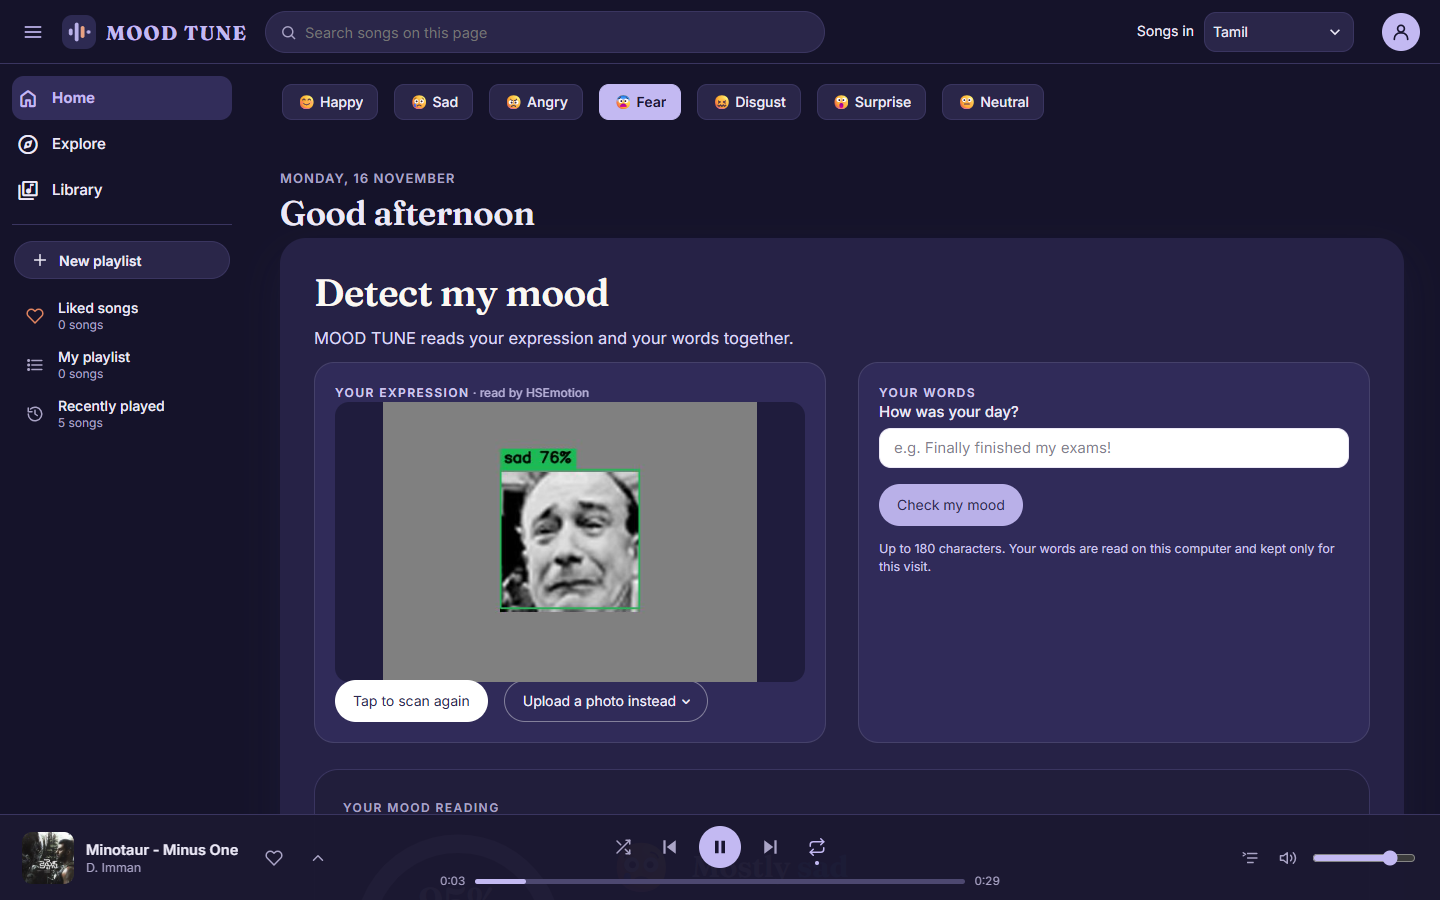 MOOD TUNE
Search songs on this page
Songs in
Tamil
Home
Explore
Library
New playlist
Liked songs
0 songs
My playlist
0 songs
Recently played
5 songs
Happy
Sad
Angry
Fear
Disgust
Surprise
Neutral
MONDAY, 16 NOVEMBER
Good afternoon
Detect my mood
MOOD TUNE reads your expression and your words together.
YOUR EXPRESSION · read by HSEmotion
sad 76%
Tap to scan again
Upload a photo instead
YOUR WORDS
How was your day?
e.g. Finally finished my exams!
Check my mood
Up to 180 characters. Your words are read on this computer and kept only for
this visit.
YOUR MOOD READING
Mostly sad
Minotaur - Minus One
D. Imman
0:03
0:29